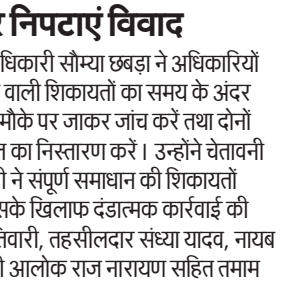 र निपटाएं विवाद
धिकारी सौम्या छबड़ा ने अधिकारियों
वाली शिकायतों का समय के अंदर
मौके पर जाकर जांच करें तथा दोनों
का निस्तारण करें। उन्होंने चेतावनी
ने संपूर्ण समाधान की शिकायतों
सके खिलाफ दंडात्मक कार्रवाई की
तिवारी, तहसीलदार संध्या यादव, नायब
आलोक राज नारायण सहित तमाम